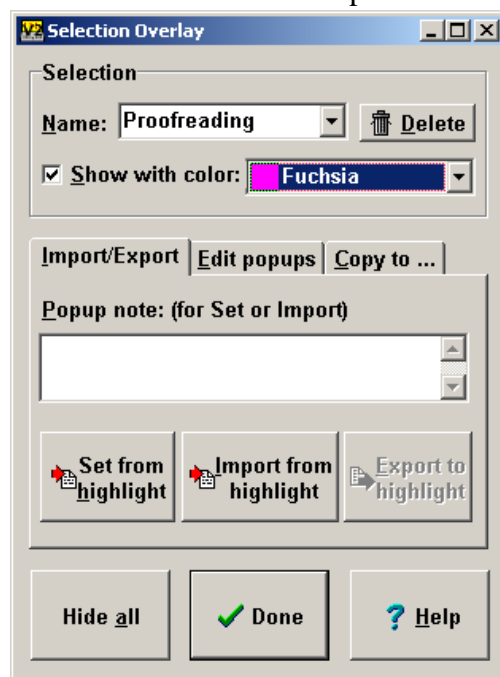 Selection Overlay
Selection
Name: Proofreading Delete
Show with color: Fuchsia
Import/Export Edit popups Copy to ...
Popup note: (for Set or Import)
Set from highlight Import from highlight Export to highlight
Hide all Done ? Help